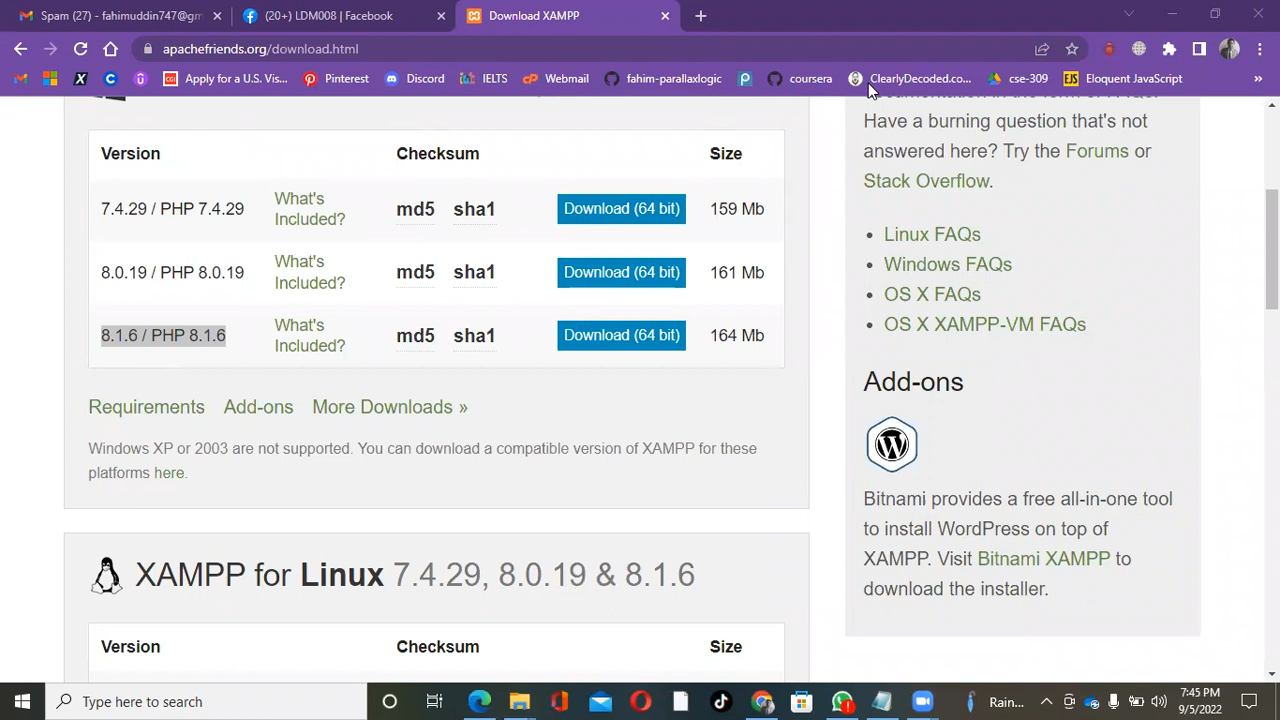 Spam (27) - fahimuddin747@gm
(20+) LDM008 | Facebook
Download XAMPP
apachefriends.org/download.html
Apply for a U.S. Vis...
Pinterest
Discord
IELTS
Webmail
fahim-parallaxlogic
coursera
ClearlyDecoded.co...
cse-309
EJS
Eloquent JavaScript
»
Version Checksum Size
7.4.29 / PHP 7.4.29 What's Included? md5 sha1 Download (64 bit) 159 Mb
8.0.19 / PHP 8.0.19 What's Included? md5 sha1 Download (64 bit) 161 Mb
8.1.6 / PHP 8.1.6 What's Included? md5 sha1 Download (64 bit) 164 Mb
Requirements Add-ons More Downloads »
Windows XP or 2003 are not supported. You can download a compatible version of XAMPP for these
platforms here.
XAMPP for Linux 7.4.29, 8.0.19 & 8.1.6
Version Checksum Size
Have a burning question that's not
answered here? Try the Forums or
Stack Overflow.
• Linux FAQs
• Windows FAQs
• OS X FAQs
• OS X XAMPP-VM FAQs
Add-ons
Bitnami provides a free all-in-one tool
to install WordPress on top of
XAMPP. Visit Bitnami XAMPP to
download the installer.
Type here to search
Rain...
7:45 PM
9/5/2022